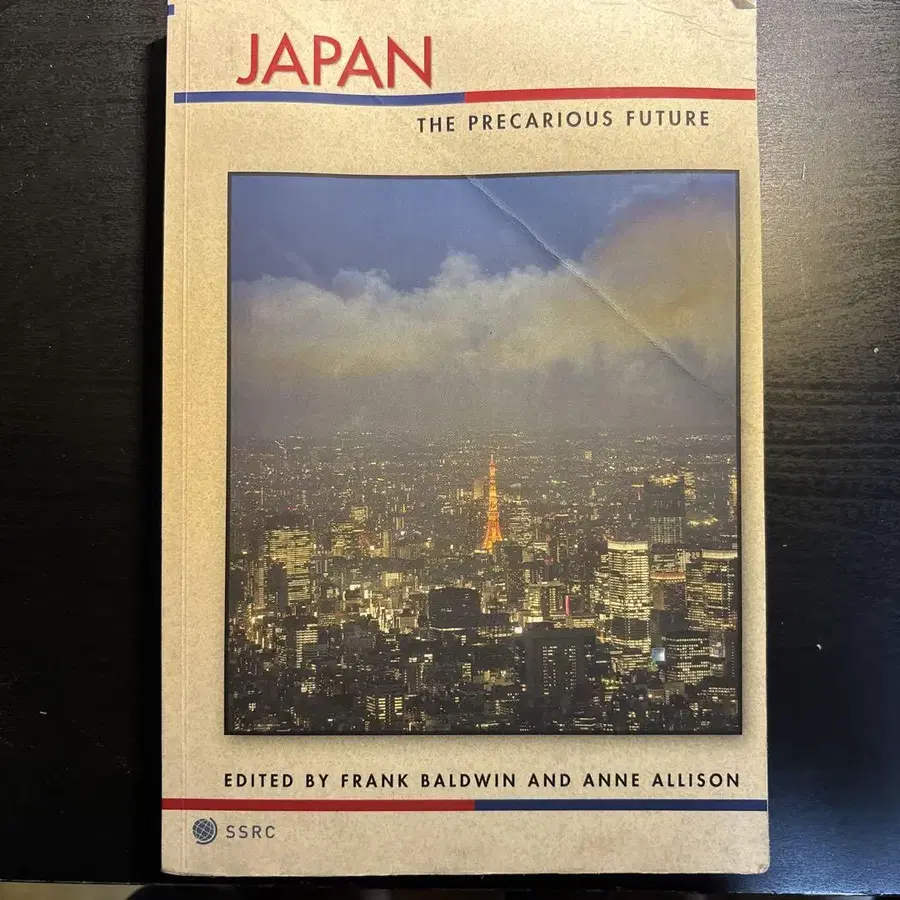 JAPAN
THE PRECARIOUS FUTURE
EDITED BY FRANK BALDWIN AND ANNE ALLISON
SSRC